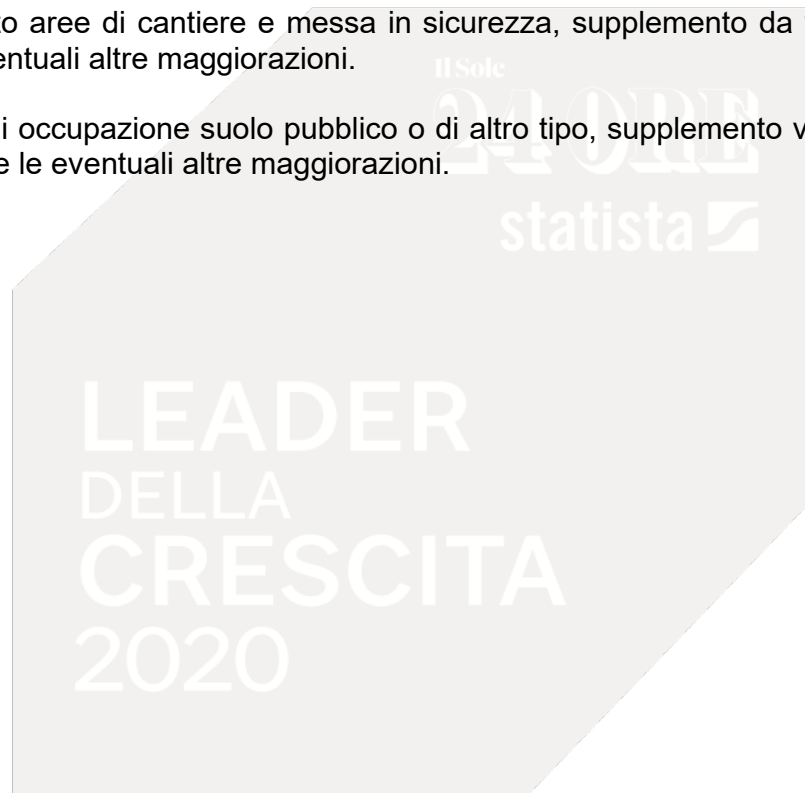 to aree di cantiere e messa in sicurezza, supplemento da
entuali altre maggiorazioni.
i occupazione suolo pubblico o di altro tipo, supplemento v
e le eventuali altre maggiorazioni.
Il Sole
24 ORE
statista
LEADER
DELLA
CRESCITA
2020